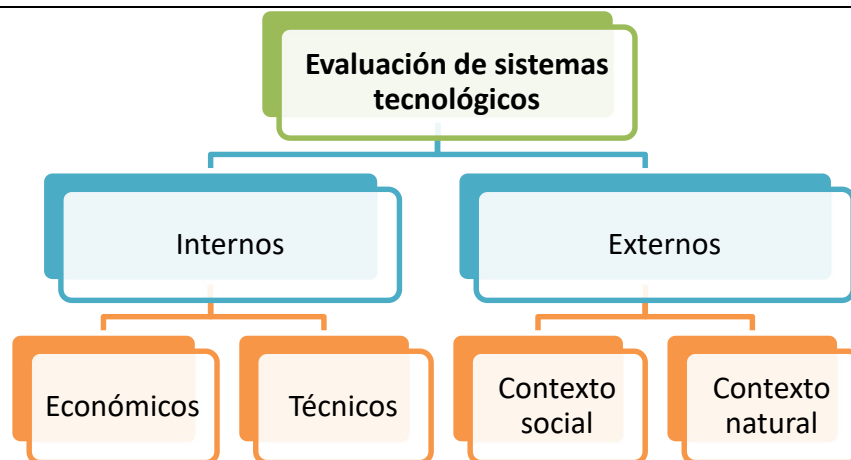 Evaluación de sistemas
tecnológicos
Internos
Externos
Económicos
Técnicos
Contexto
social
Contexto
natural